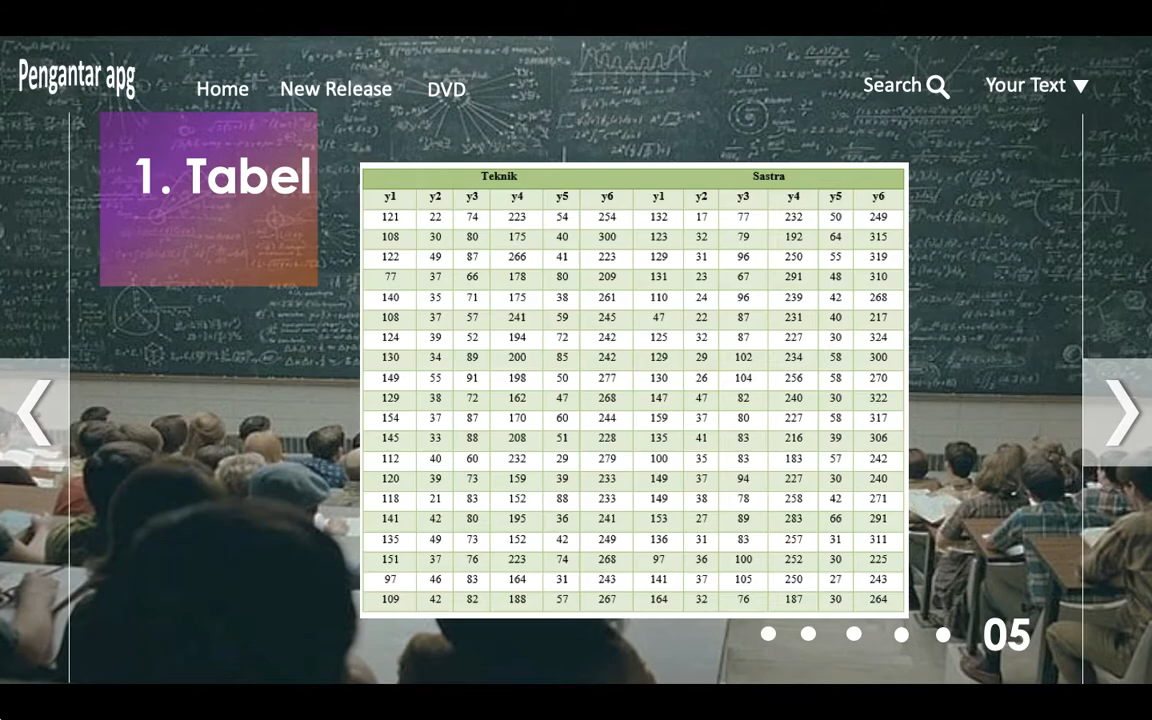 Pengantar apg
Home New Release DVD
Search
Your Text
1. Tabel
Teknik Sastra
y1 y2 y3 y4 y5 y6 y1 y2 y3 y4 y5 y6
121 22 74 223 54 254 132 17 77 232 50 249
108 30 80 175 40 300 123 32 79 192 64 315
122 49 87 266 41 223 129 31 96 250 55 319
77 37 66 178 80 209 131 23 67 291 48 310
140 35 71 175 38 261 110 24 96 239 42 268
108 37 57 241 59 245 47 22 87 231 40 217
124 39 52 194 72 242 125 32 87 227 30 324
130 34 89 200 85 242 129 29 102 234 58 300
149 55 91 198 50 277 130 26 104 256 58 270
129 38 72 162 47 268 147 47 82 240 30 322
154 37 87 170 60 244 159 37 80 227 58 317
145 33 88 208 51 228 135 41 83 216 39 306
112 40 60 232 29 279 100 35 83 183 57 242
120 39 73 159 39 233 149 37 94 227 30 240
118 21 83 152 88 233 149 38 78 258 42 271
141 42 80 195 36 241 153 27 89 283 66 291
135 49 73 152 42 249 136 31 83 257 31 311
151 37 76 223 74 268 97 36 100 252 30 225
97 46 83 164 31 243 141 37 105 250 27 243
109 42 82 188 57 267 164 32 76 187 30 264
05